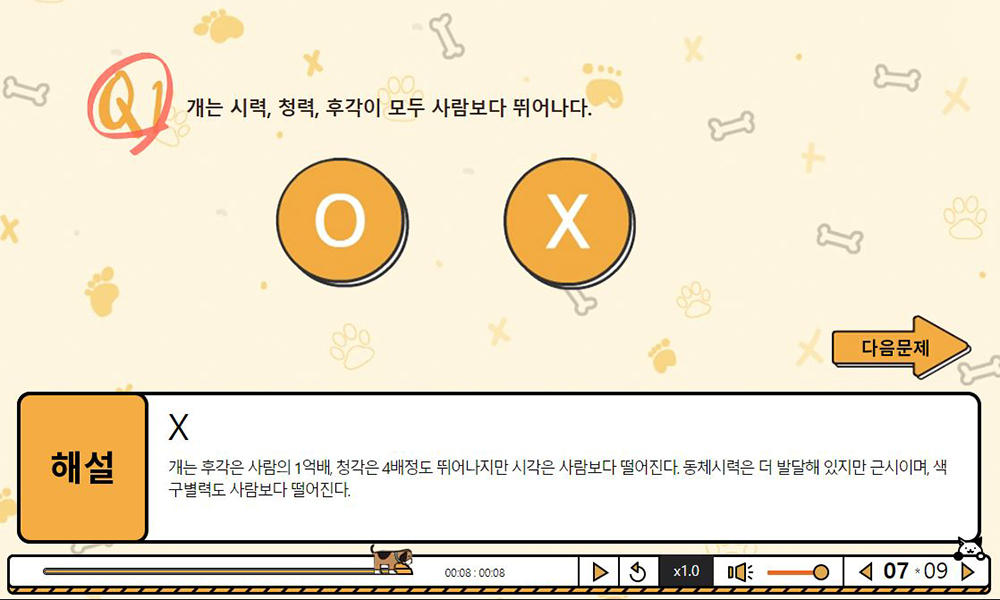 Q1
개는 시력, 청력, 후각이 모두 사람보다 뛰어나다.
O X
다음문제
해설
X
개는 후각은 사람의 1억배, 청각은 4배정도 뛰어나지만 시각은 사람보다 떨어진다. 동체시력은 더 발달해 있지만 근시이며, 색
구별력도 사람보다 떨어진다.
00:08 : 00:08 x1.0 07 * 09